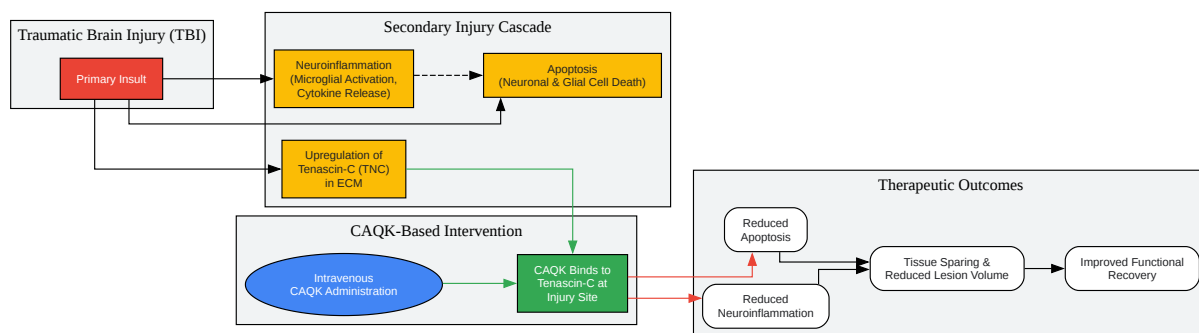 Traumatic Brain Injury (TBI)
Primary Insult
Secondary Injury Cascade
Neuroinflammation
(Microglial Activation,
Cytokine Release)
Apoptosis
(Neuronal & Glial Cell Death)
Upregulation of
Tenascin-C (TNC)
in ECM
CAQK-Based Intervention
Intravenous
CAQK Administration
CAQK Binds to
Tenascin-C at
Injury Site
Therapeutic Outcomes
Reduced
Apoptosis
Reduced
Neuroinflammation
Tissue Sparing &
Reduced Lesion Volume
Improved Functional
Recovery